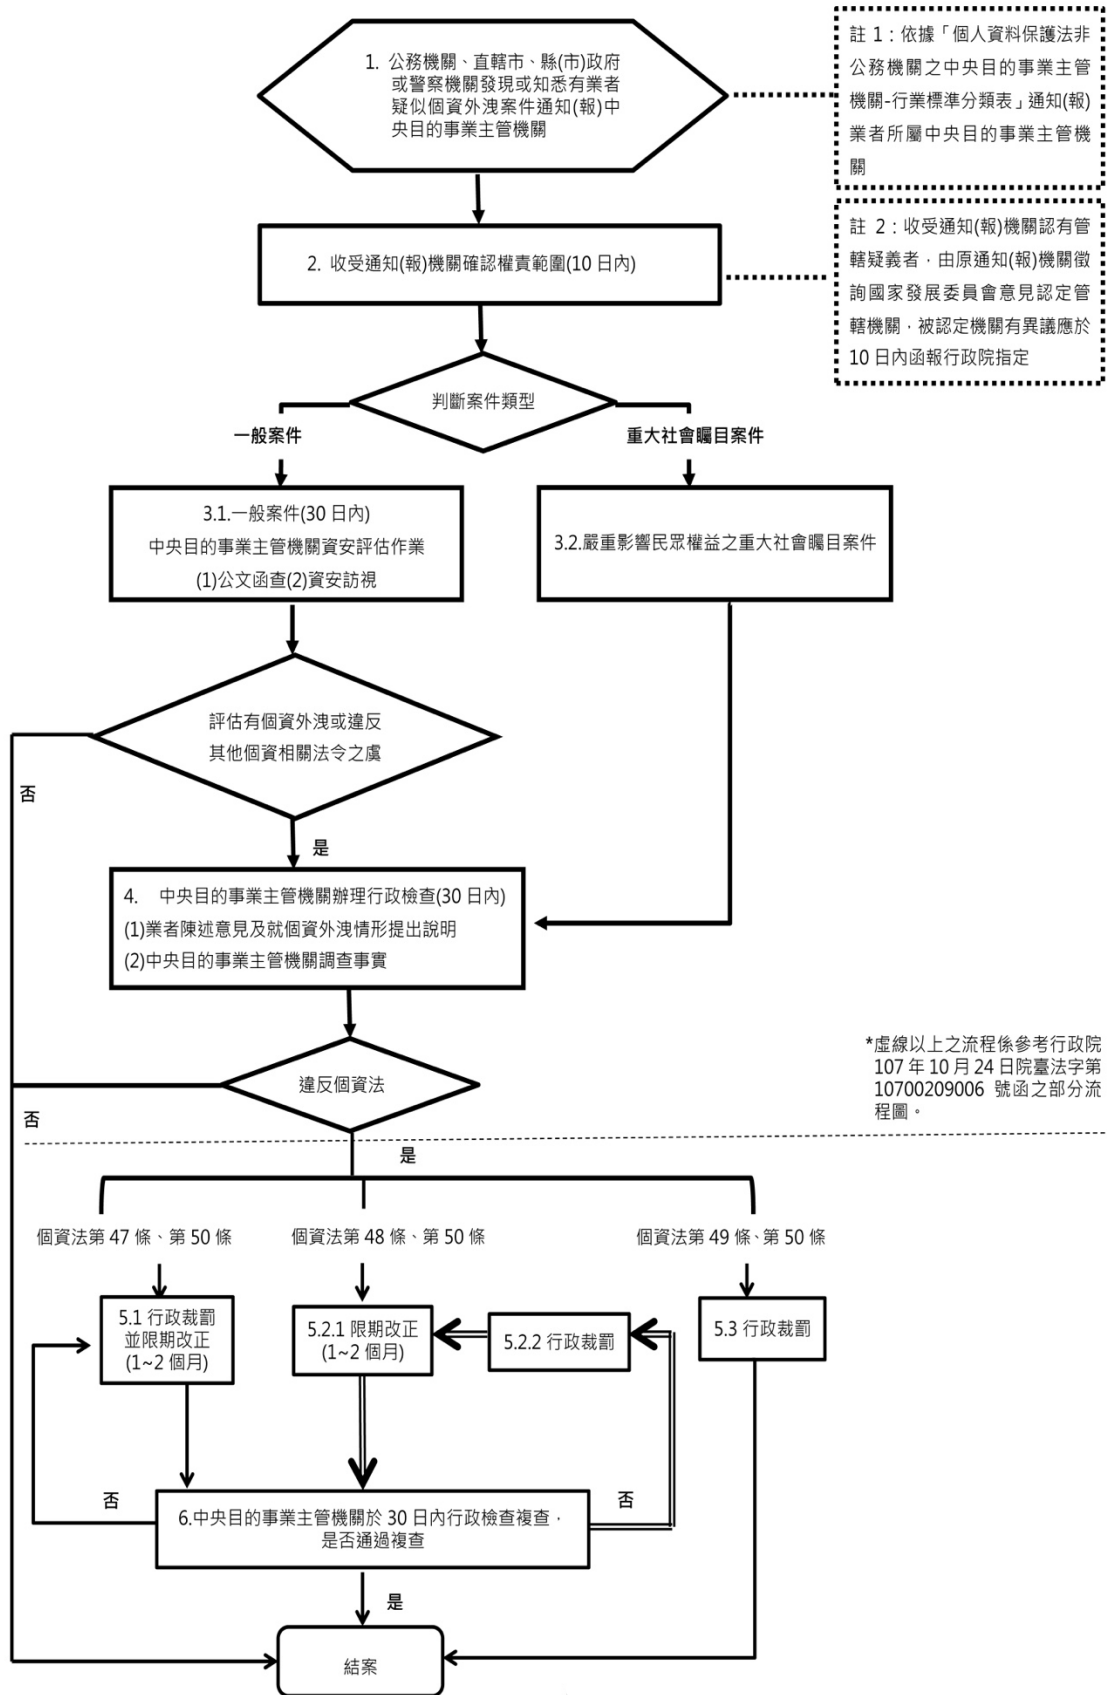 1. 公務機關、直轄市、縣(市)政府
或警察機關發現或知悉有業者
疑似個資外洩案件通知(報)中
央目的事業主管機關
註 1：依據「個人資料保護法非
公務機關之中央目的事業主管
機關-行業標準分類表」通知(報)
業者所屬中央目的事業主管機
關
2. 收受通知(報)機關確認權責範圍(10 日內)
註 2：收受通知(報)機關認有管
轄疑義者，由原通知(報)機關徵
詢國家發展委員會意見認定管
轄機關，被認定機關有異議應於
10 日內函報行政院指定
判斷案件類型
一般案件
重大社會矚目案件
3.1.一般案件(30 日內)
中央目的事業主管機關資安評估作業
(1)公文函查(2)資安訪視
3.2.嚴重影響民眾權益之重大社會矚目案件
評估有個資外洩或違反
其他個資相關法令之虞
否
是
4. 中央目的事業主管機關辦理行政檢查(30 日內)
(1)業者陳述意見及就個資外洩情形提出說明
(2)中央目的事業主管機關調查事實
違反個資法
*虛線以上之流程係參考行政院
107 年 10 月 24 日院臺法字第
10700209006 號函之部分流
程圖。
否
是
個資法第 47 條、第 50 條
個資法第 48 條、第 50 條
個資法第 49 條、第 50 條
5.1 行政裁罰
並限期改正
(1~2 個月)
5.2.1 限期改正
(1~2 個月)
5.2.2 行政裁罰
5.3 行政裁罰
否
否
6.中央目的事業主管機關於 30 日內行政檢查複查，
是否通過複查
是
結案